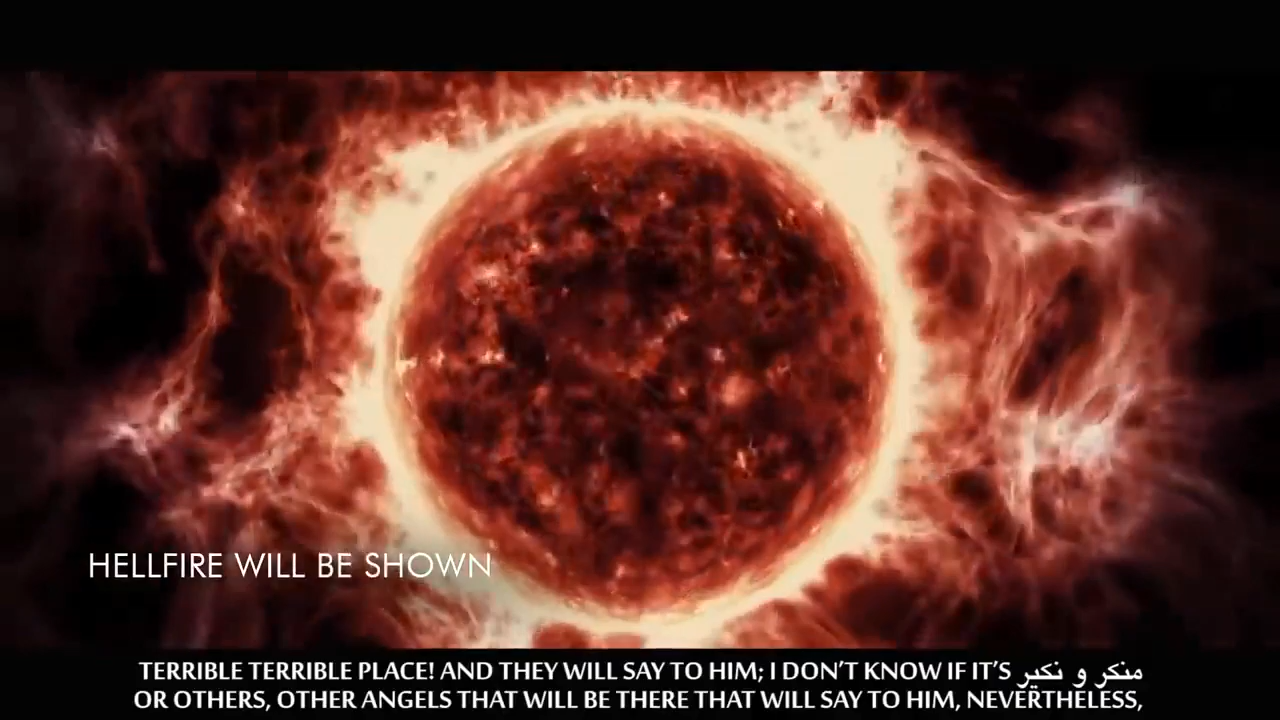 HELLFIRE WILL BE SHOWN
TERRIBLE TERRIBLE PLACE! AND THEY WILL SAY TO HIM; I DON'T KNOW IF IT'S منكر و نكير
OR OTHERS, OTHER ANGELS THAT WILL BE THERE THAT WILL SAY TO HIM, NEVERTHELESS,